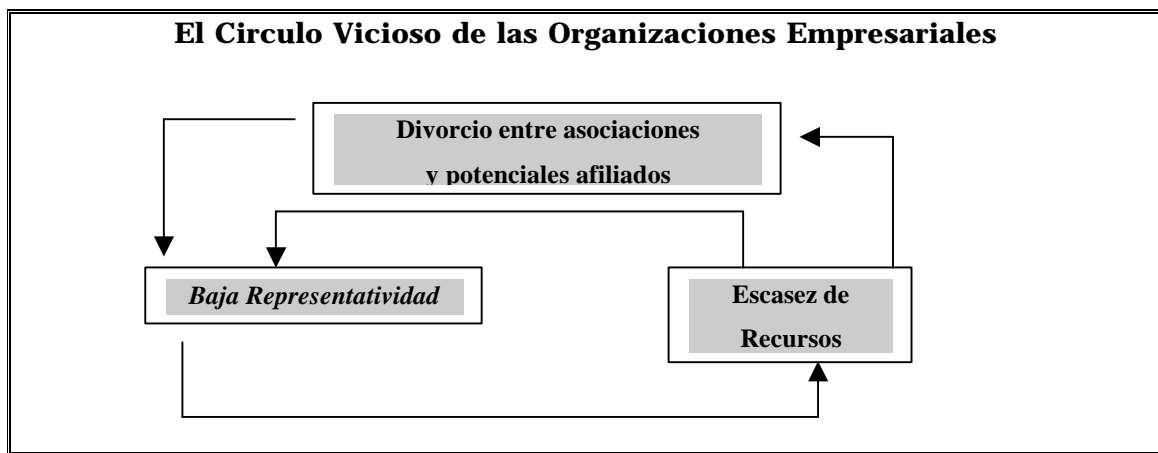 El Circulo Vicioso de las Organizaciones Empresariales
Divorcio entre asociaciones
y potenciales afiliados
Baja Representatividad
Escasez de
Recursos